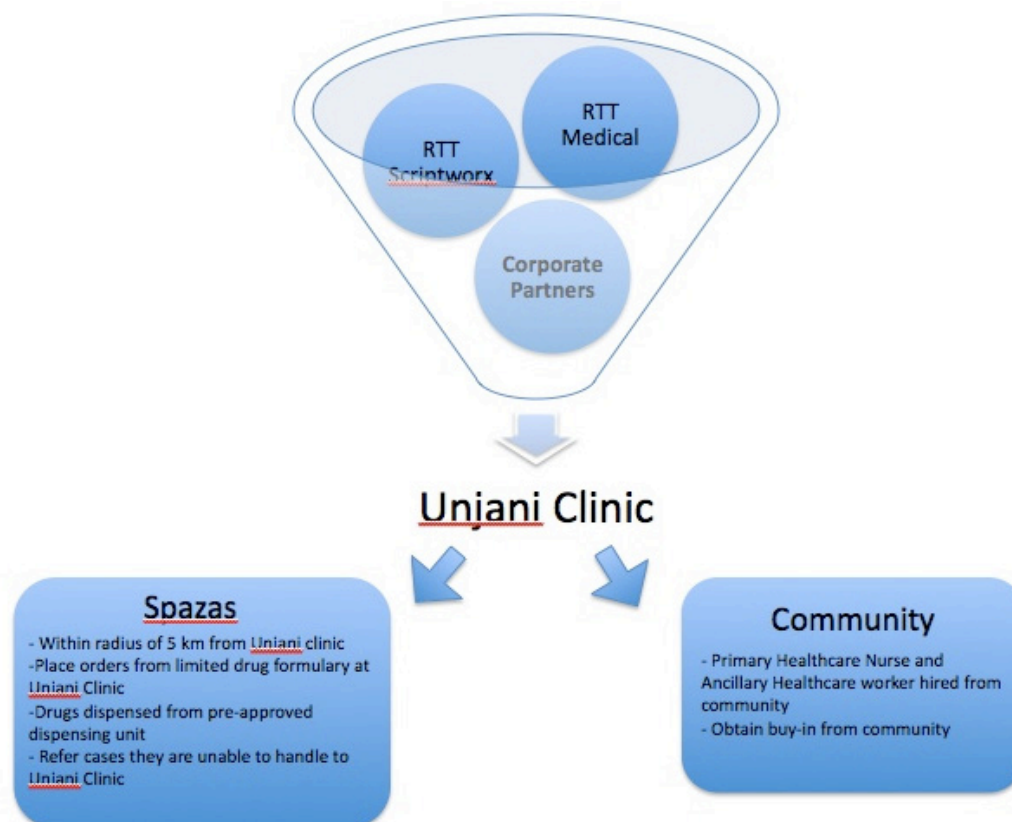 RTT
Medical
RTT
Scriptworx
Corporate
Partners
Unjani Clinic
Spazas
- Within radius of 5 km from Unjani clinic
-Place orders from limited drug formulary at
Unjani Clinic
-Drugs dispensed from pre-approved
dispensing unit
- Refer cases they are unable to handle to
Unjani Clinic
Community
- Primary Healthcare Nurse and
Ancillary Healthcare worker hired from
community
- Obtain buy-in from community